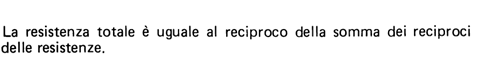 La resistenza totale è uguale al reciproco della somma dei reciproci
delle resistenze.